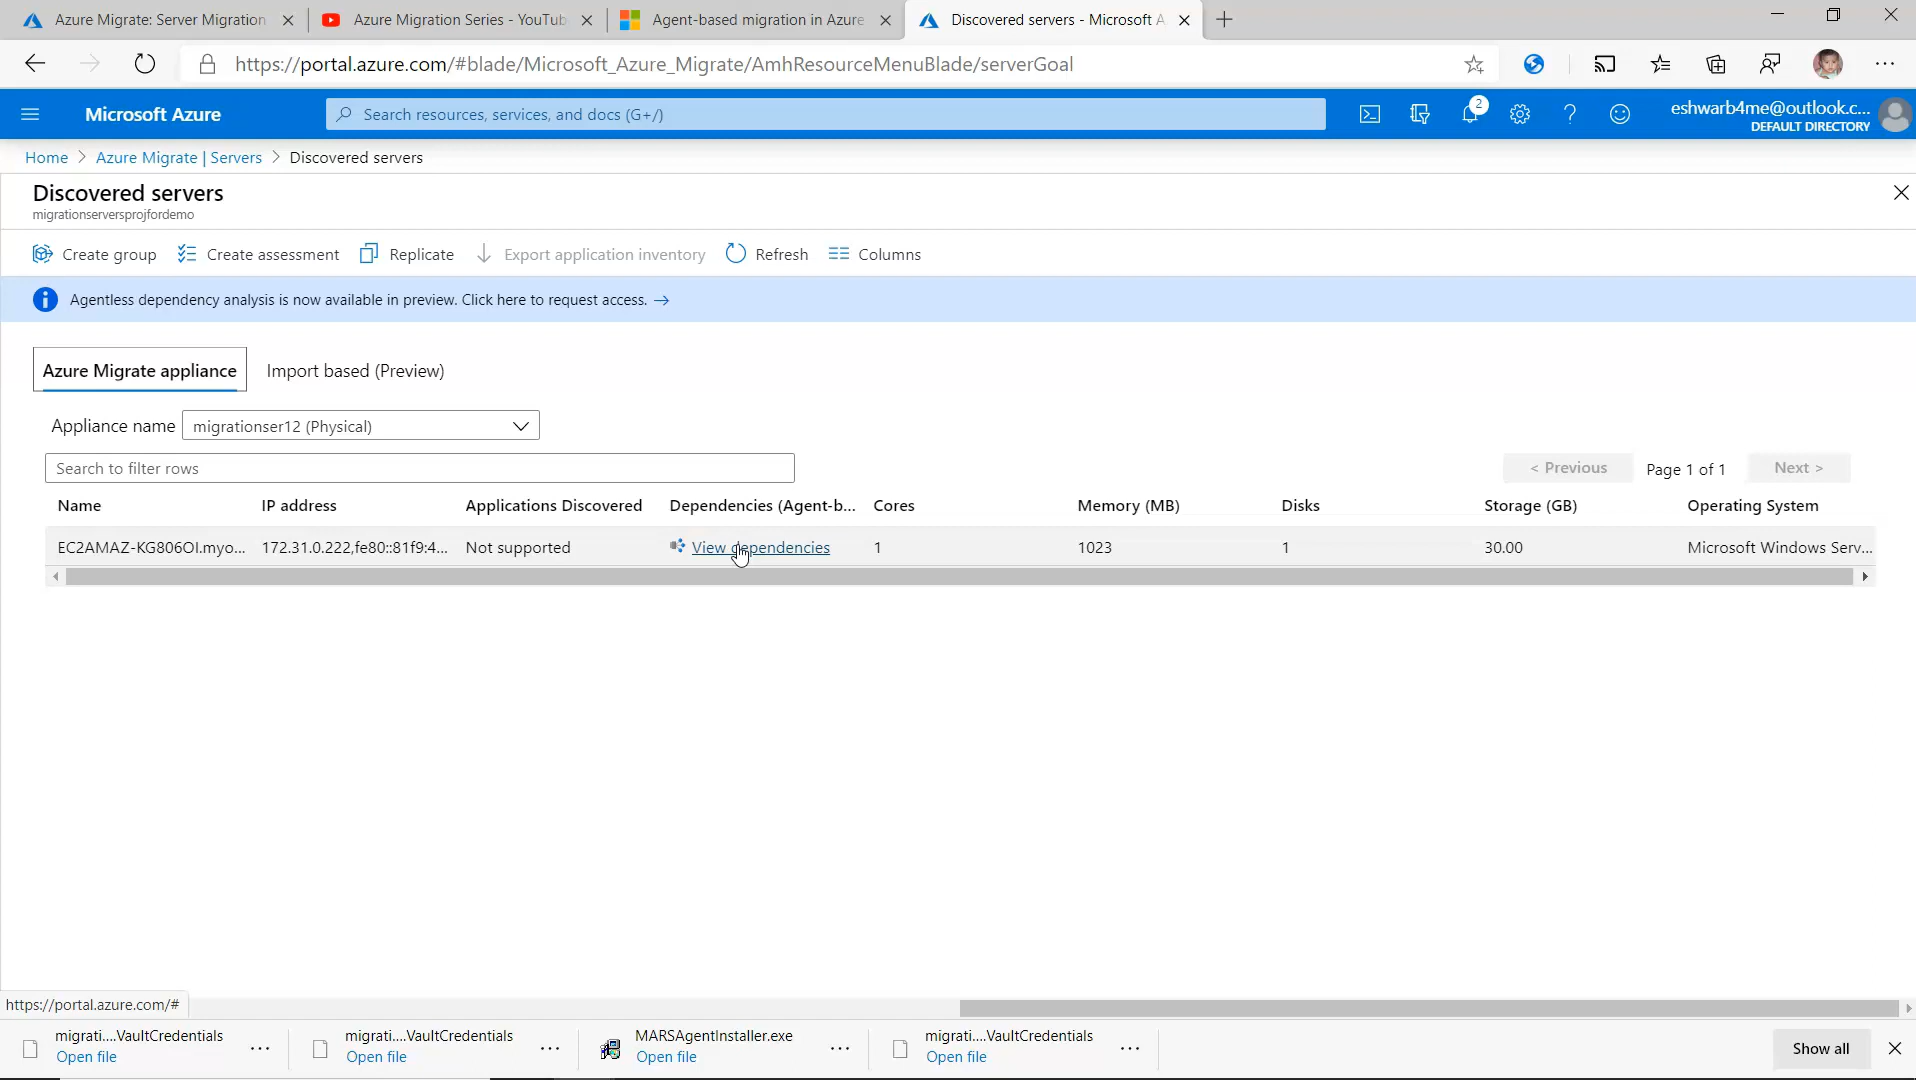 Azure Migrate: Server Migration
Azure Migration Series - YouTub
Agent-based migration in Azure
Discovered servers - Microsoft A
https://portal.azure.com/#blade/Microsoft_Azure_Migrate/AmhResourceMenuBlade/serverGoal
Microsoft Azure
Search resources, services, and docs (G+/)
2
eshwarb4me@outlook.c...
DEFAULT DIRECTORY
Home > Azure Migrate | Servers > Discovered servers
Discovered servers
migrationserversprojfordemo
Create group
Create assessment
Replicate
Export application inventory
Refresh
Columns
Agentless dependency analysis is now available in preview. Click here to request access. →
Azure Migrate appliance
Import based (Preview)
Appliance name
migrationser12 (Physical)
Search to filter rows
< Previous
Page 1 of 1
Next >
Name IP address Applications Discovered Dependencies (Agent-b... Cores Memory (MB) Disks Storage (GB) Operating System
EC2AMAZ-KG806OI.myo... 172.31.0.222,fe80::81f9:4... Not supported View dependencies 1 1023 1 30.00 Microsoft Windows Serv...
https://portal.azure.com/#
migrati....VaultCredentials
Open file
migrati....VaultCredentials
Open file
MARSAgentInstaller.exe
Open file
migrati....VaultCredentials
Open file
Show all